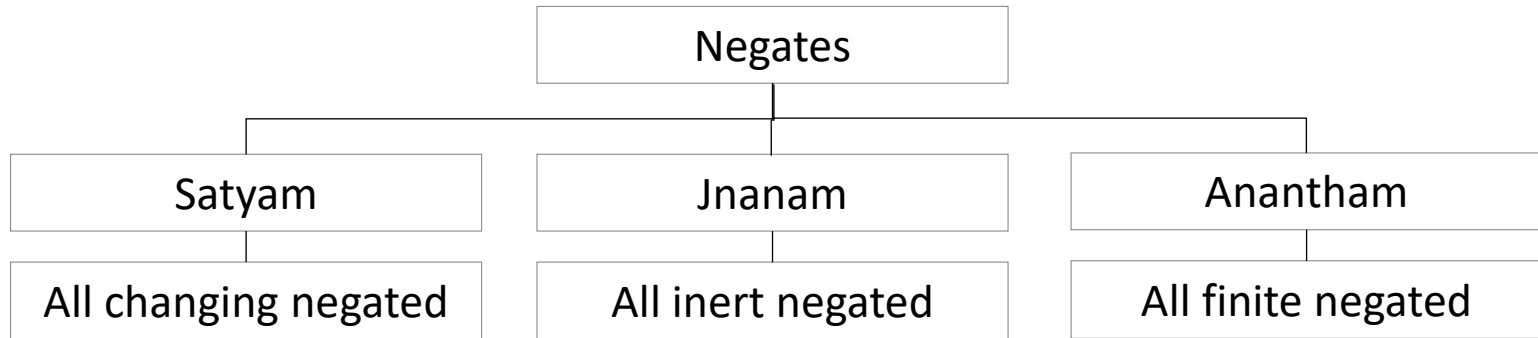 Negates
Satyam
Jnanam
Anantham
All changing negated
All inert negated
All finite negated